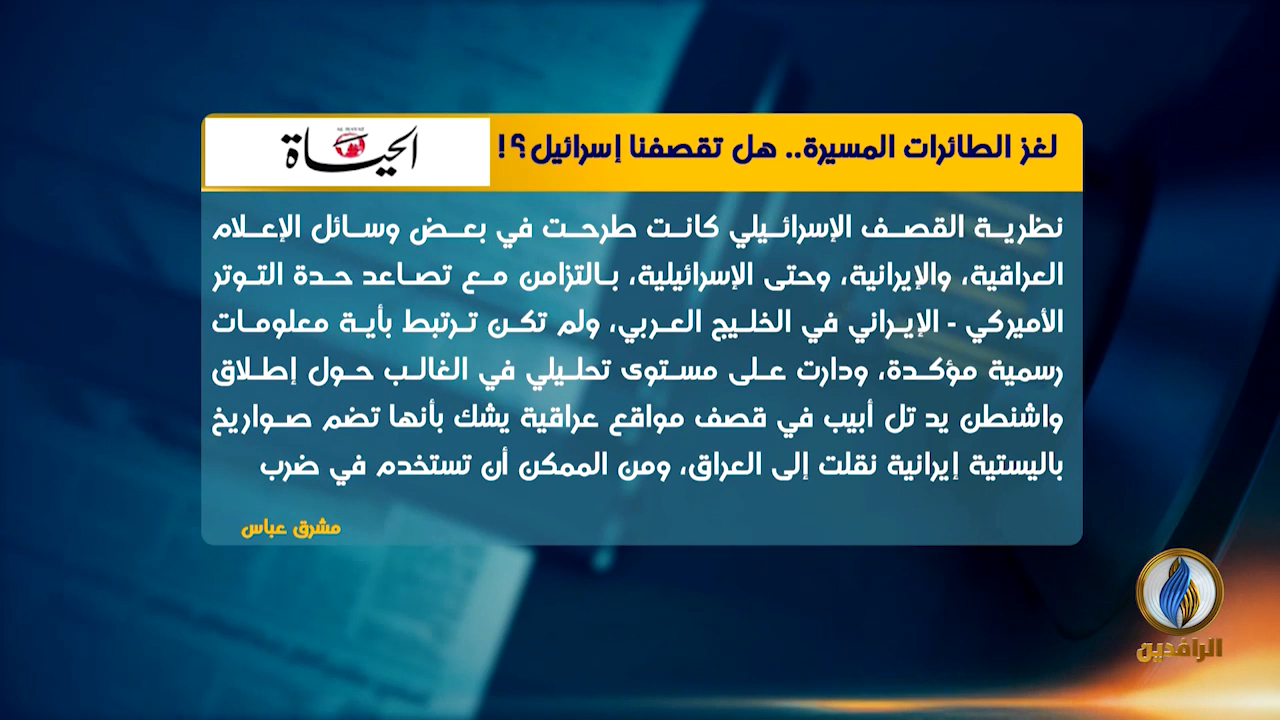 لغز الطائرات المسيرة.. هل تقصفنا إسرائيل؟!
الحياة
نظرية القصف الإسرائيلي كانت طرحت في بعض وسائل الإعلام
العراقية، والإيرانية، وحتى الإسرائيلية، بالتزامن مع تصاعد حدة التوتر
الأميركي - الإيراني في الخليج العربي، ولم تكن ترتبط بأية معلومات
رسمية مؤكدة، ودارت على مستوى تحليلي في الغالب حول إطلاق
واشنطن يد تل أبيب في قصف مواقع عراقية يشك بأنها تضم صواريخ
باليستية إيرانية نقلت إلى العراق، ومن الممكن أن تستخدم في ضرب
مشرق عباس
الرافدين